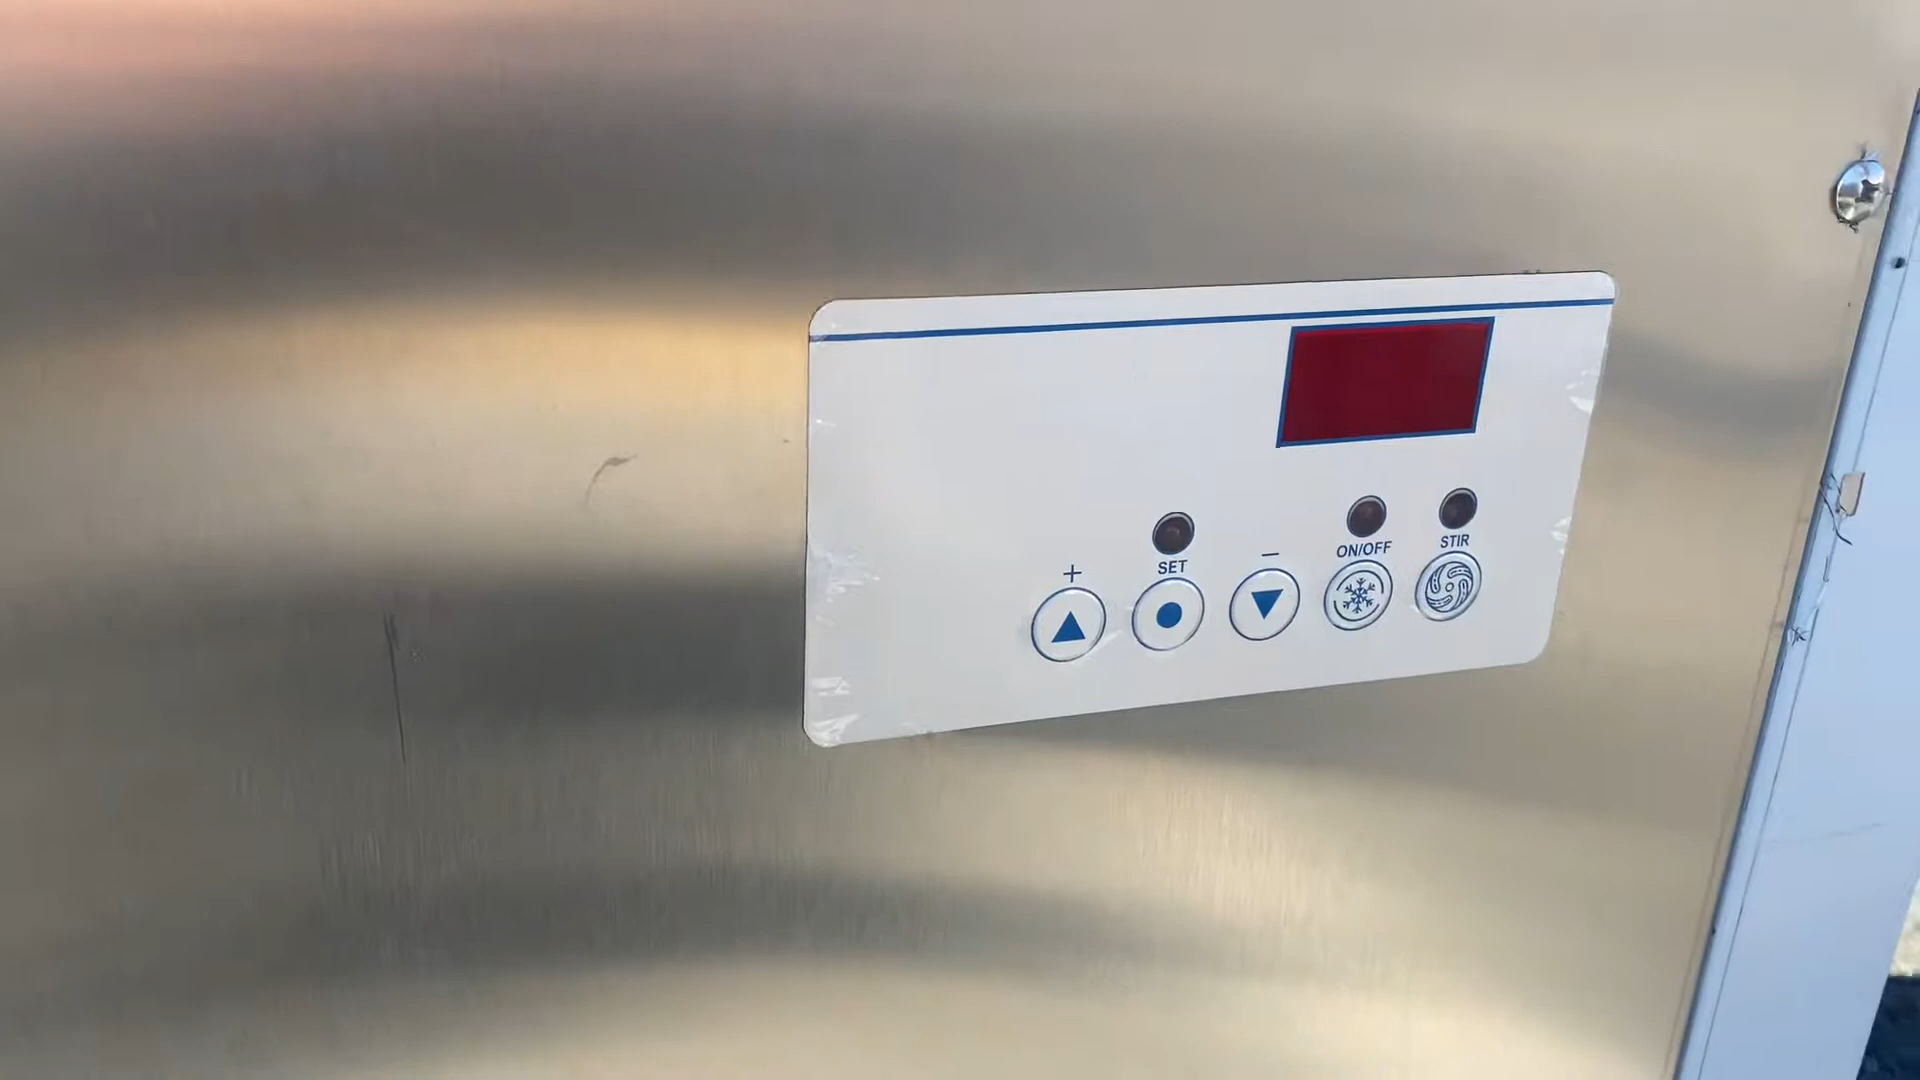 + SET − ON/OFF STIR